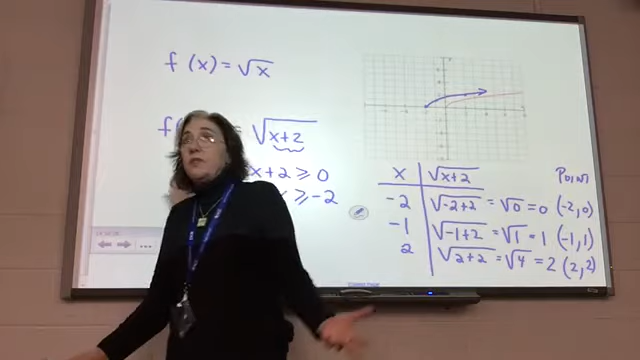 f(x) = √x
f = √x+2
x+2 ≥ 0
x ≥ -2
x | √x+2 POINT
-2 | √-2+2 = √0 = 0 (-2,0)
-1 | √-1+2 = √1 = 1 (-1,1)
2 | √2+2 = √4 = 2 (2,2)